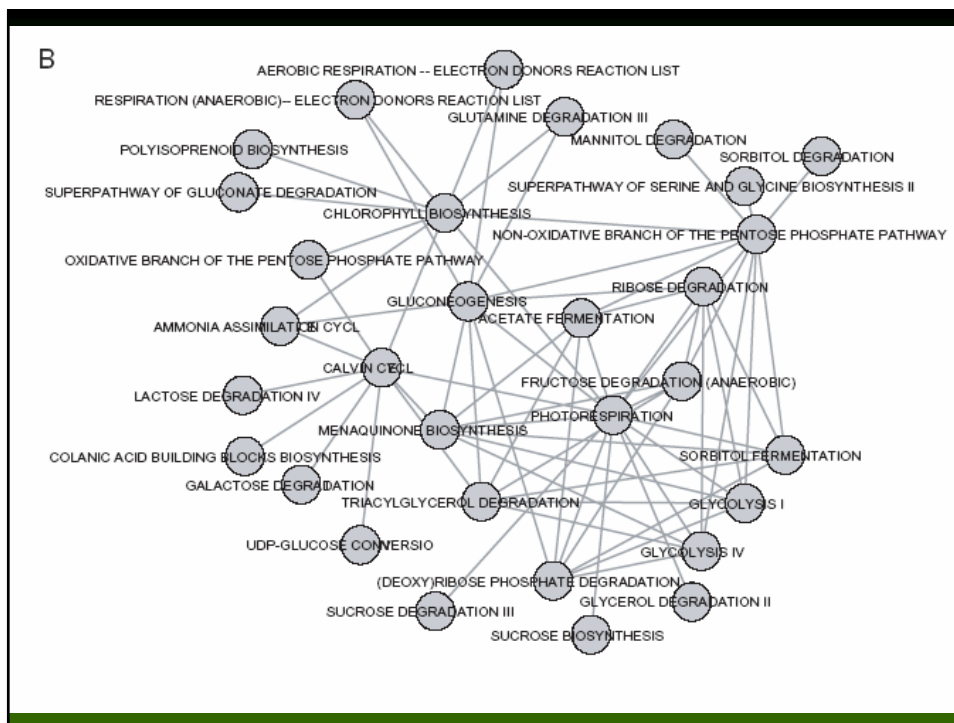 B
AEROBIC RESPIRATION -- ELECTRON DONORS REACTION LIST
RESPIRATION (ANAEROBIC)-- ELECTRON DONORS REACTION LIST
GLUTAMINE DEGRADATION III
MANNITOL DEGRADATION
POLYISOPRENOID BIOSYNTHESIS
SORBITOL DEGRADATION
SUPERPATHWAY OF GLUCONATE DEGRADATION
SUPERPATHWAY OF SERINE AND GLYCINE BIOSYNTHESIS II
CHLOROPHYLL BIOSYNTHESIS
NON-OXIDATIVE BRANCH OF THE PENTOSE PHOSPHATE PATHWAY
OXIDATIVE BRANCH OF THE PENTOSE PHOSPHATE PATHWAY
RIBOSE DEGRADATION
GLUCONEOGENESIS
ACETATE FERMENTATION
AMMONIA ASSIMILATION CYCL
CALVIN CYCL
FRUCTOSE DEGRADATION (ANAEROBIC)
LACTOSE DEGRADATION IV
PHOTORESPIRATION
MENAQUINONE BIOSYNTHESIS
COLANIC ACID BUILDING BLOCKS BIOSYNTHESIS
SORBITOL FERMENTATION
GALACTOSE DEGRADATION
TRIACYLGLYCEROL DEGRADATION
GLYCOLYSIS I
UDP-GLUCOSE CONVERSIO
GLYCOLYSIS IV
(DEOXY)RIBOSE PHOSPHATE DEGRADATION
GLYCEROL DEGRADATION II
SUCROSE DEGRADATION III
SUCROSE BIOSYNTHESIS